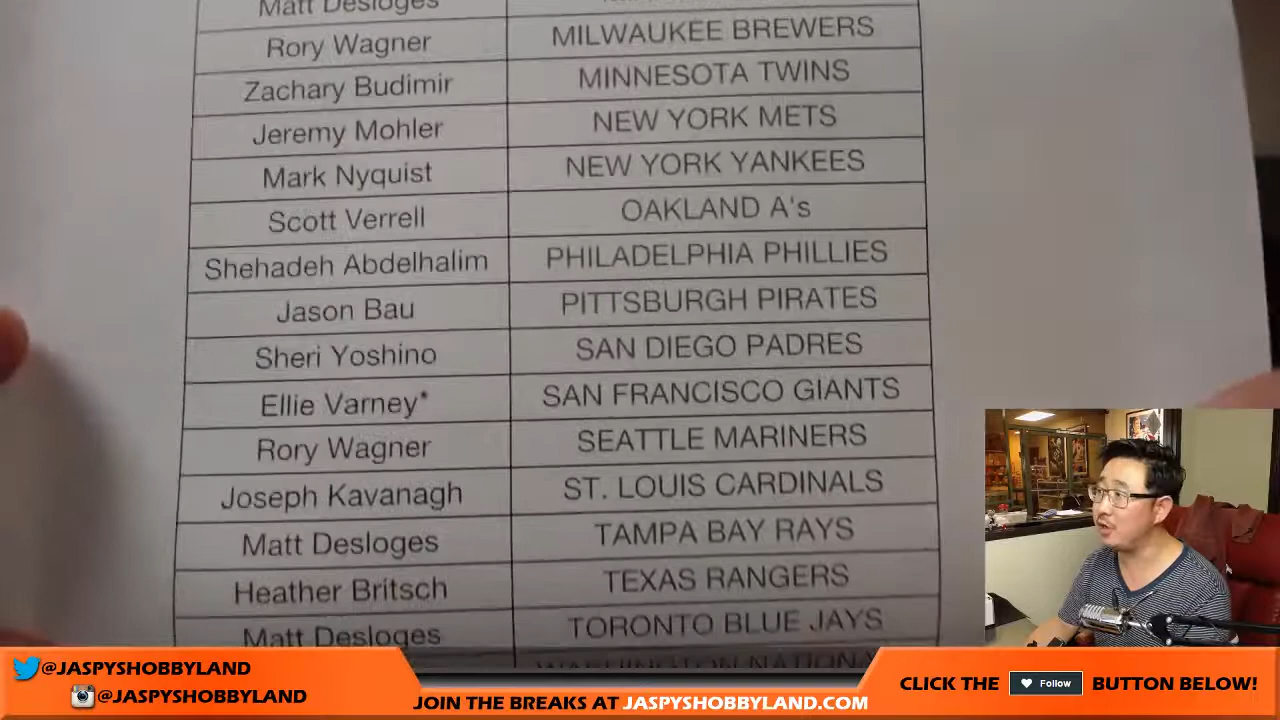 Matt Desloges
Rory Wagner MILWAUKEE BREWERS
Zachary Budimir MINNESOTA TWINS
Jeremy Mohler NEW YORK METS
Mark Nyquist NEW YORK YANKEES
Scott Verrell OAKLAND A's
Shehadeh Abdelhalim PHILADELPHIA PHILLIES
Jason Bau PITTSBURGH PIRATES
Sheri Yoshino SAN DIEGO PADRES
Ellie Varney* SAN FRANCISCO GIANTS
Rory Wagner SEATTLE MARINERS
Joseph Kavanagh ST. LOUIS CARDINALS
Matt Desloges TAMPA BAY RAYS
Heather Britsch TEXAS RANGERS
Matt Desloges TORONTO BLUE JAYS
WASHINGTON
@JASPYSHOBBYLAND
@JASPYSHOBBYLAND
JOIN THE BREAKS AT JASPYSHOBBYLAND.COM
CLICK THE Follow BUTTON BELOW!